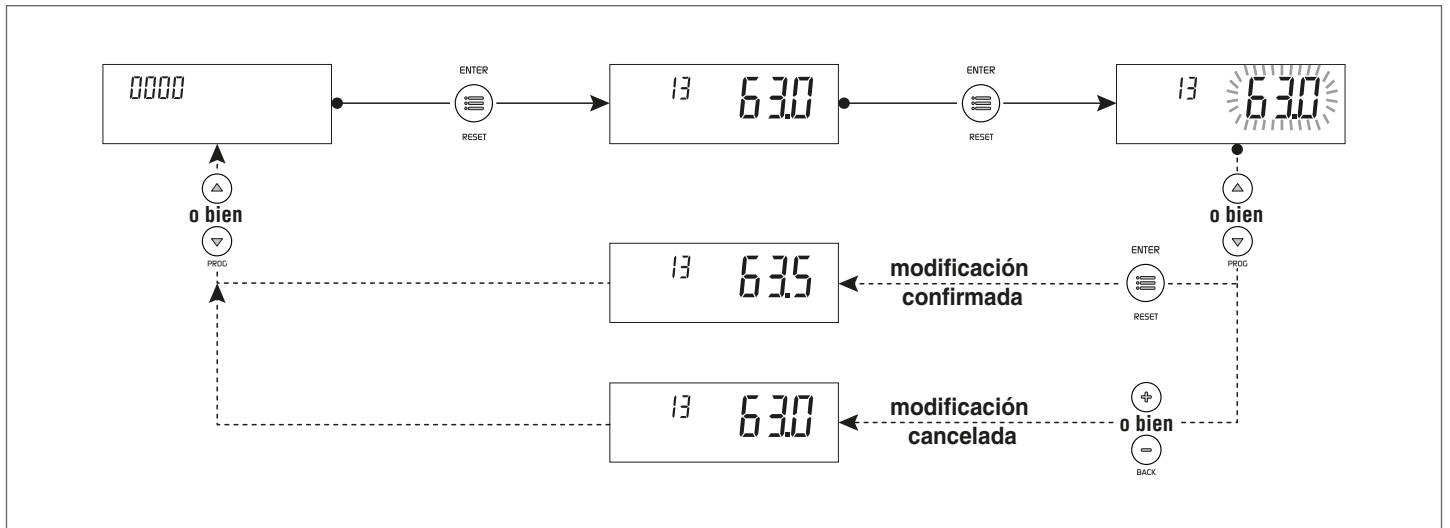 ENTER
ENTER
0000
13 63.0
13 63.0
RESET
RESET
o bien
o bien
PROG
PROG
13 63.5
modificación
confirmada
ENTER
RESET
13 63.0
modificación
cancelada
o bien
BACK